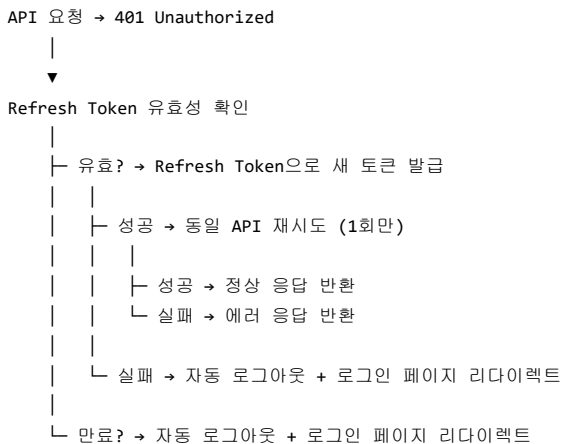 API 요청 → 401 Unauthorized
│
▼
Refresh Token 유효성 확인
│
├─ 유효? → Refresh Token으로 새 토큰 발급
│   │
│   ├─ 성공 → 동일 API 재시도 (1회만)
│   │   │
│   │   ├─ 성공 → 정상 응답 반환
│   │   └─ 실패 → 에러 응답 반환
│   │
│   └─ 실패 → 자동 로그아웃 + 로그인 페이지 리다이렉트
│
└─ 만료? → 자동 로그아웃 + 로그인 페이지 리다이렉트